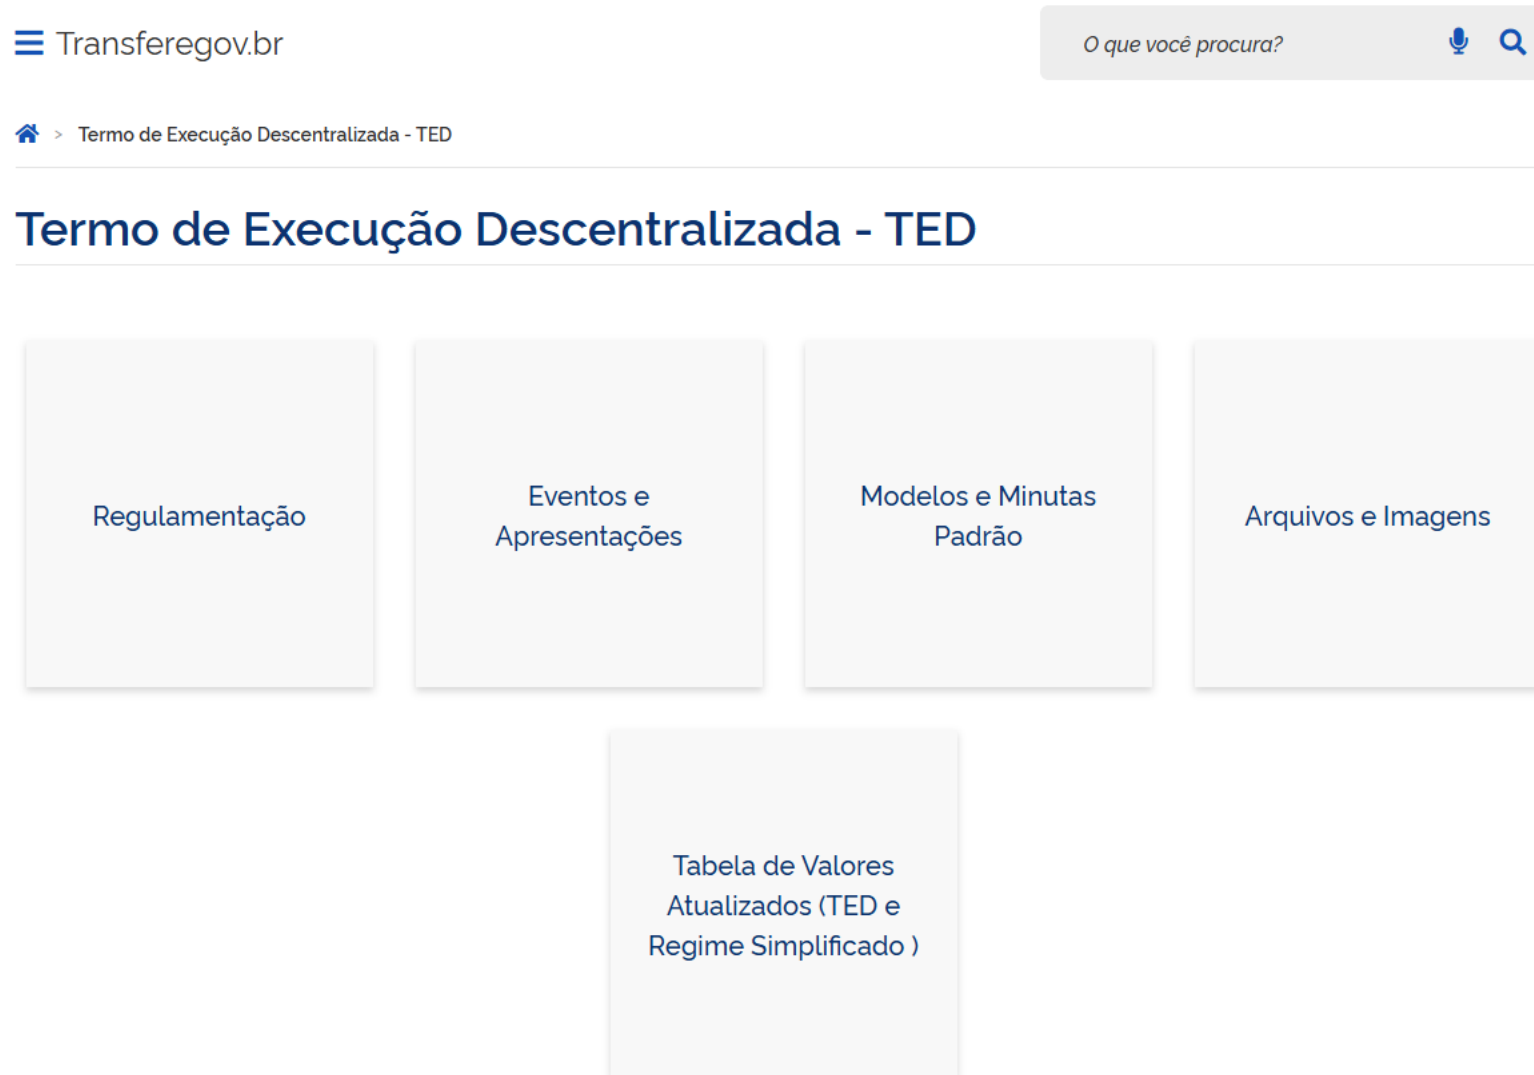 Transferegov.br
O que você procura?
> Termo de Execução Descentralizada - TED
Termo de Execução Descentralizada - TED
Regulamentação
Eventos e
Apresentações
Modelos e Minutas
Padrão
Arquivos e Imagens
Tabela de Valores
Atualizados (TED e
Regime Simplificado )